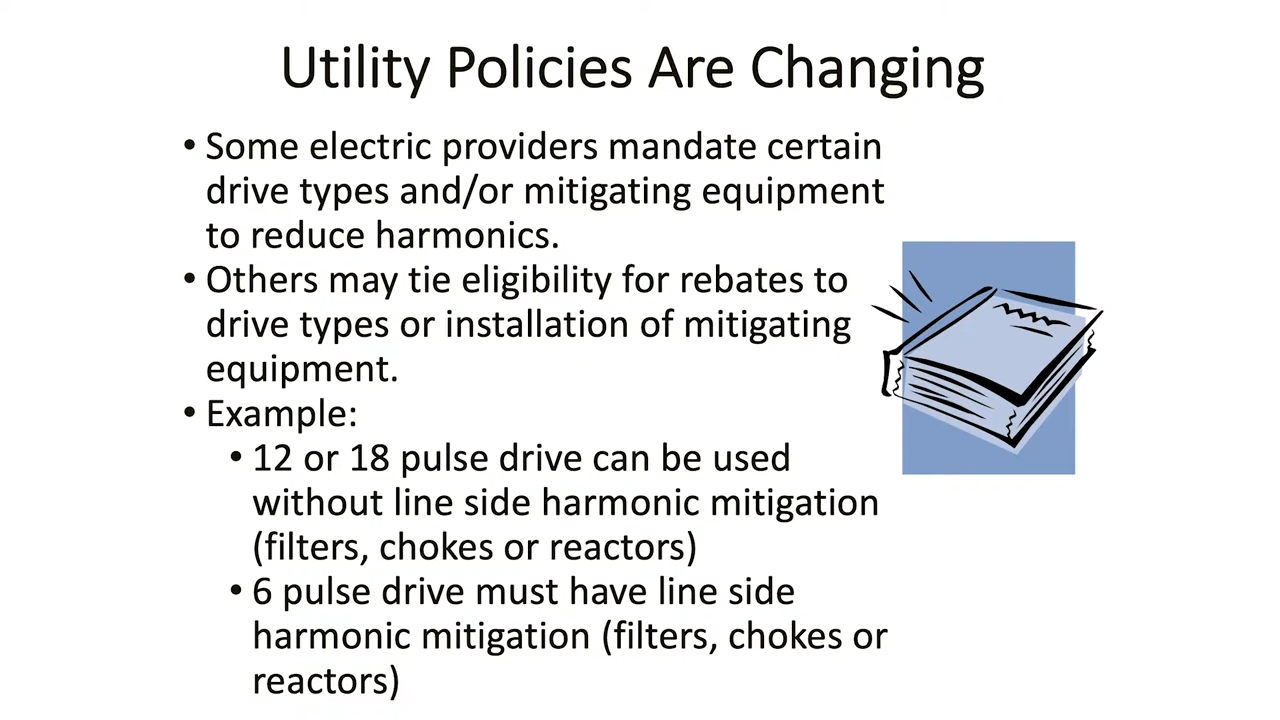 Utility Policies Are Changing
• Some electric providers mandate certain
drive types and/or mitigating equipment
to reduce harmonics.
• Others may tie eligibility for rebates to
drive types or installation of mitigating
equipment.
• Example:
• 12 or 18 pulse drive can be used
without line side harmonic mitigation
(filters, chokes or reactors)
• 6 pulse drive must have line side
harmonic mitigation (filters, chokes or
reactors)